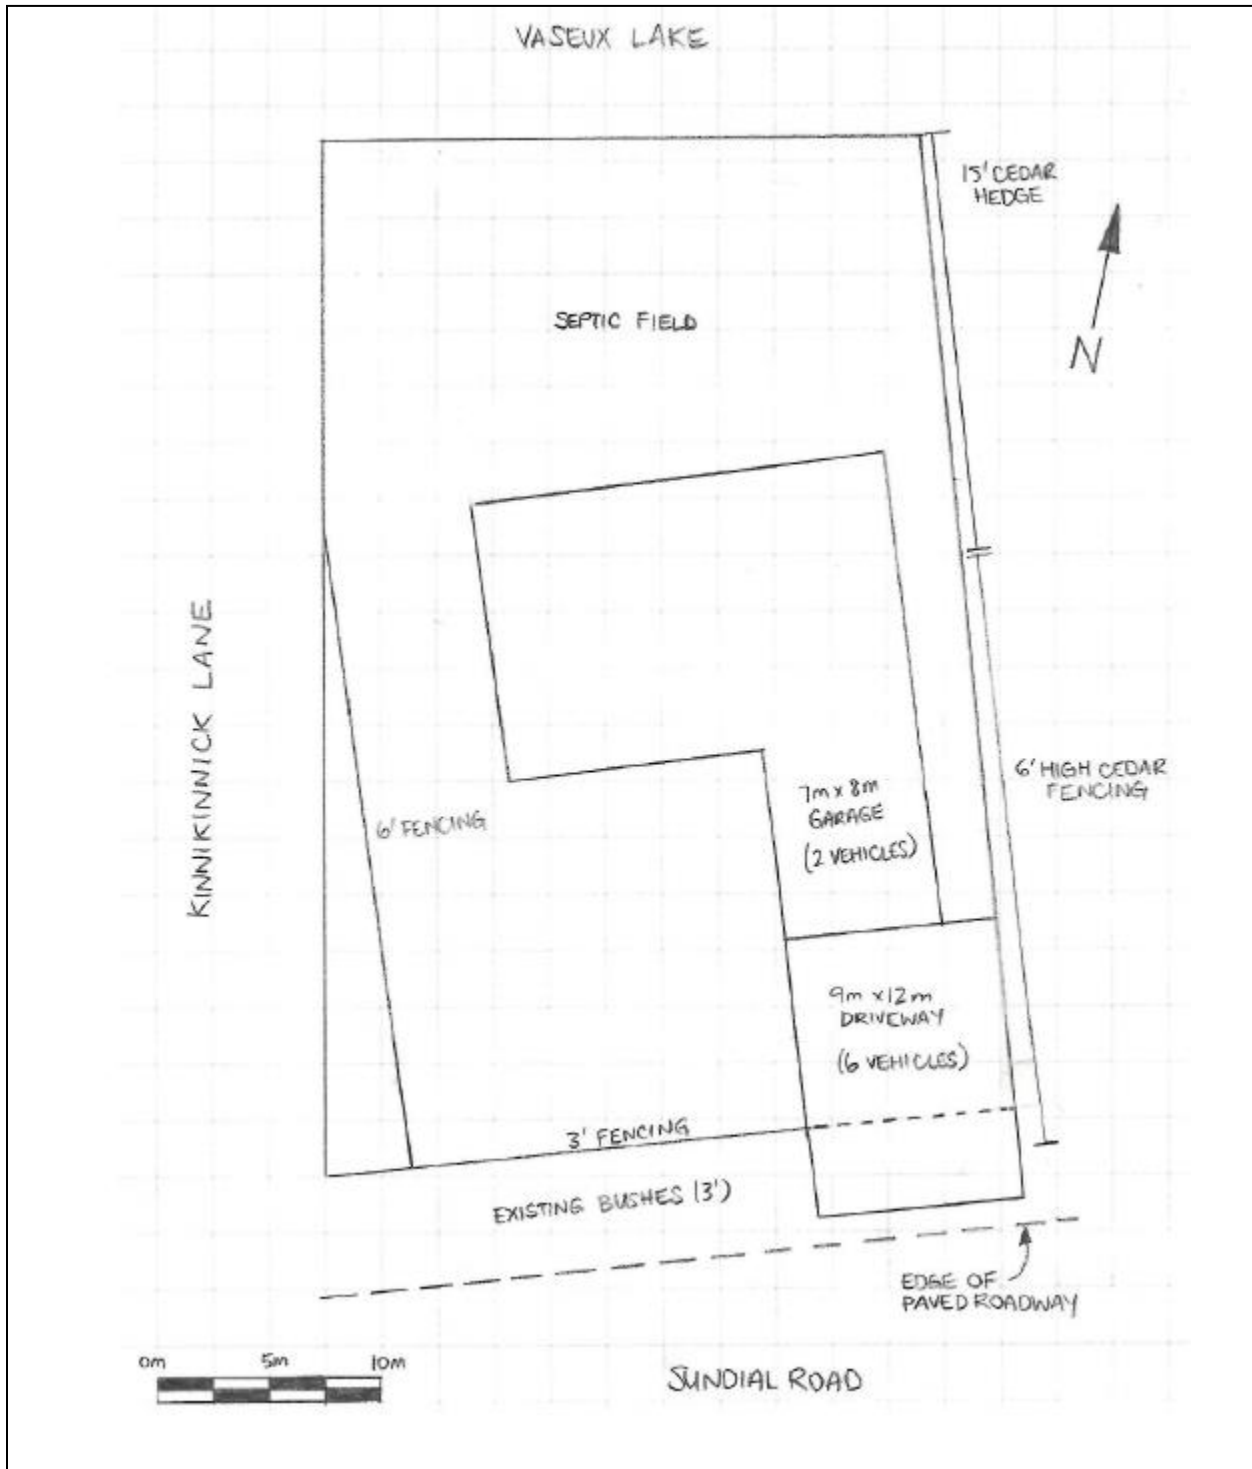 VASEUX LAKE
15' CEDAR
HEDGE
N
SEPTIC FIELD
KINNIKINNICK LANE
6' FENCING
7m x 8m
GARAGE
(2 VEHICLES)
6' HIGH CEDAR
FENCING
9m x 12m
DRIVEWAY
(6 VEHICLES)
3' FENCING
EXISTING BUSHES (3')
EDGE OF
PAVED ROADWAY
0m 5m 10m
SUNDIAL ROAD